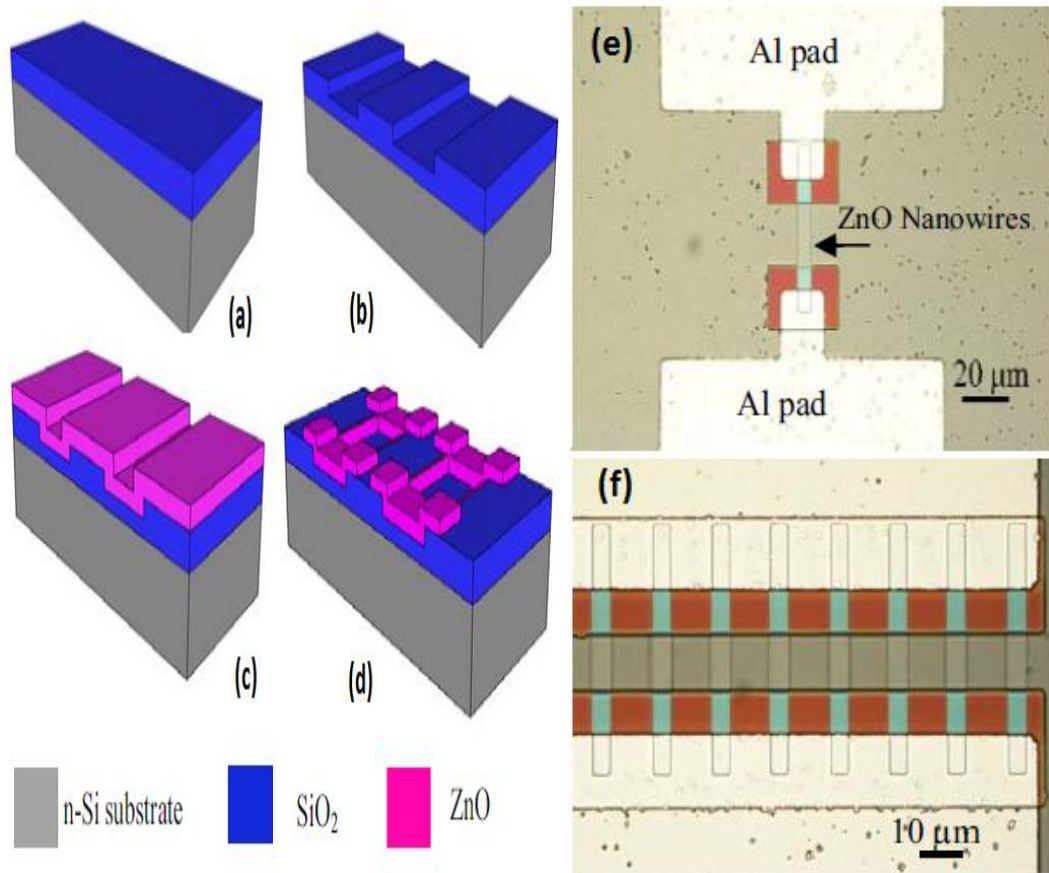 (a)
(b)
(c)
(d)
n-Si substrate
SiO₂
ZnO
(e)
Al pad
ZnO Nanowires
Al pad
20 μm
(f)
10 μm